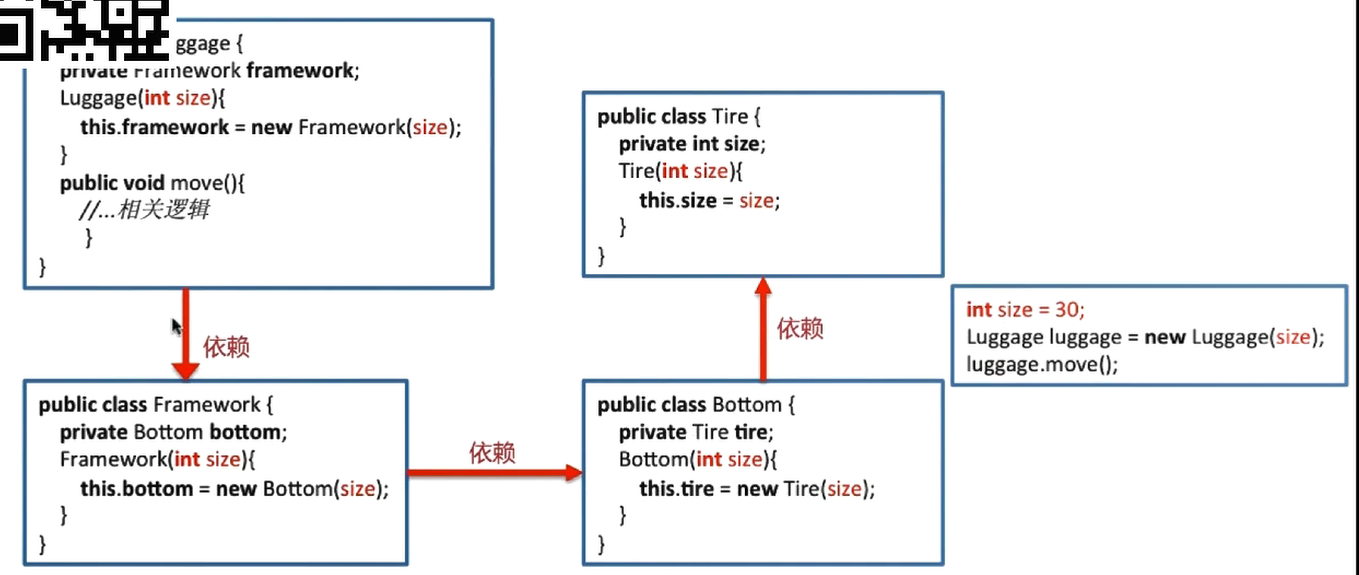 ggage {
private Framework framework;
Luggage(int size){
this.framework = new Framework(size);
}
public void move(){
//...相关逻辑
}
}
依赖
public class Framework {
private Bottom bottom;
Framework(int size){
this.bottom = new Bottom(size);
}
}
依赖
public class Bottom {
private Tire tire;
Bottom(int size){
this.tire = new Tire(size);
}
}
依赖
public class Tire {
private int size;
Tire(int size){
this.size = size;
}
}
int size = 30;
Luggage luggage = new Luggage(size);
luggage.move();